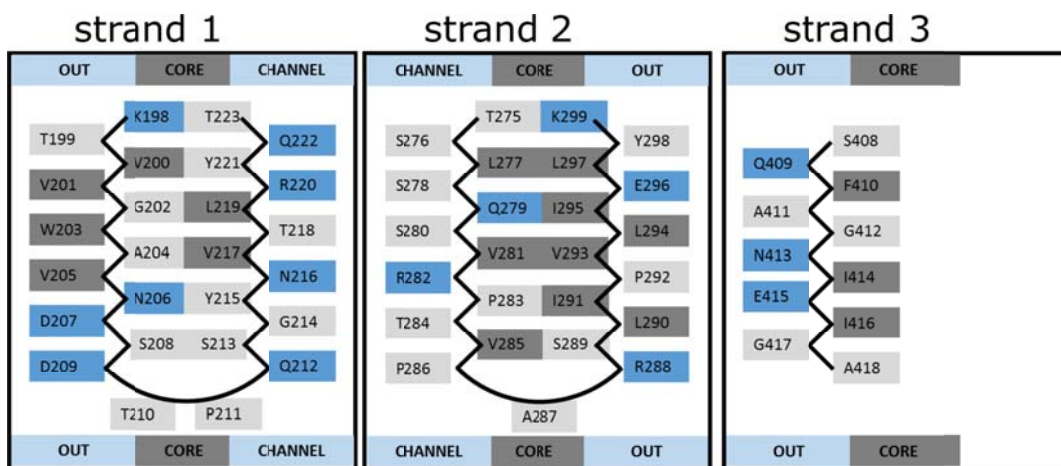 strand 1 strand 2 strand 3
OUT CORE CHANNEL CHANNEL CORE OUT OUT CORE
K198 T223 T275 K299
T199 Q222 S276 Y298 S408
V200 Y221 L277 L297 Q409
V201 R220 S278 E296 F410
G202 L219 Q279 I295 A411
W203 T218 S280 L294 G412
A204 V217 V281 V293 N413
V205 N216 R282 P292 I414
N206 Y215 P283 I291 E415
D207 G214 T284 L290 I416
S208 S213 V285 S289 G417
D209 Q212 P286 R288 A418
T210 P211 A287
OUT CORE CHANNEL CHANNEL CORE OUT OUT CORE